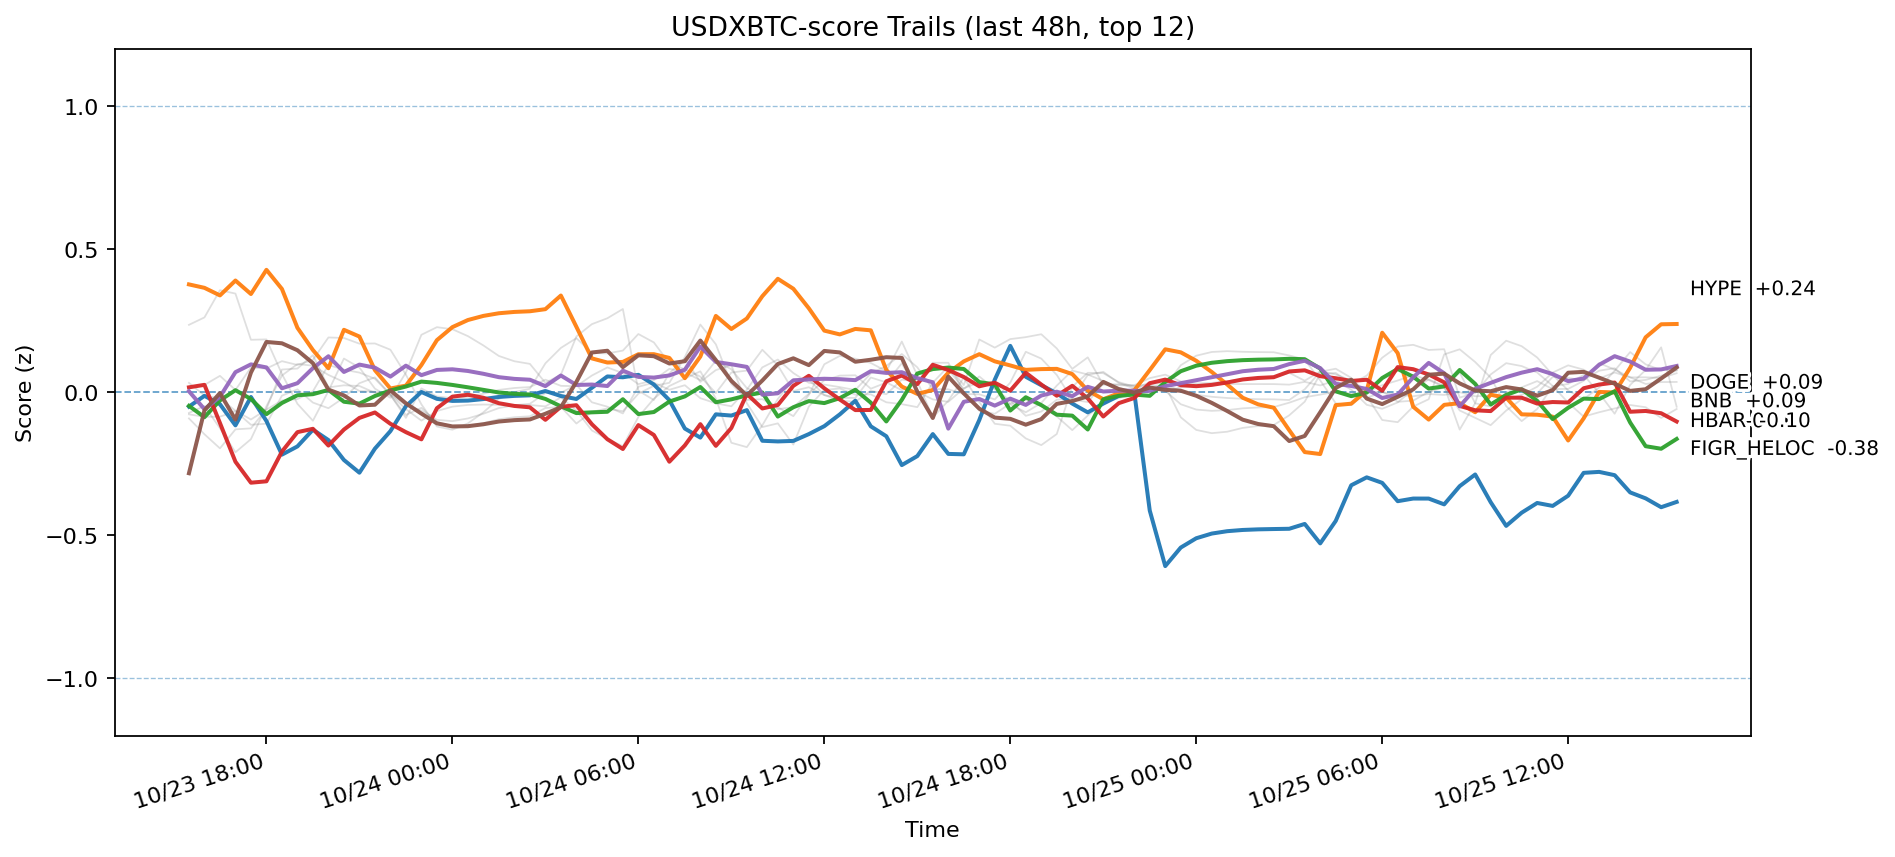 USDXBTC-score Trails (last 48h, top 12)
Score (z)
1.0
0.5
0.0
−0.5
−1.0
HYPE +0.24
DOGE +0.09
BNB +0.09
HBAR -0.10
FIGR_HELOC -0.38
10/23 18:00
10/24 00:00
10/24 06:00
10/24 12:00
10/24 18:00
10/25 00:00
10/25 06:00
10/25 12:00
Time